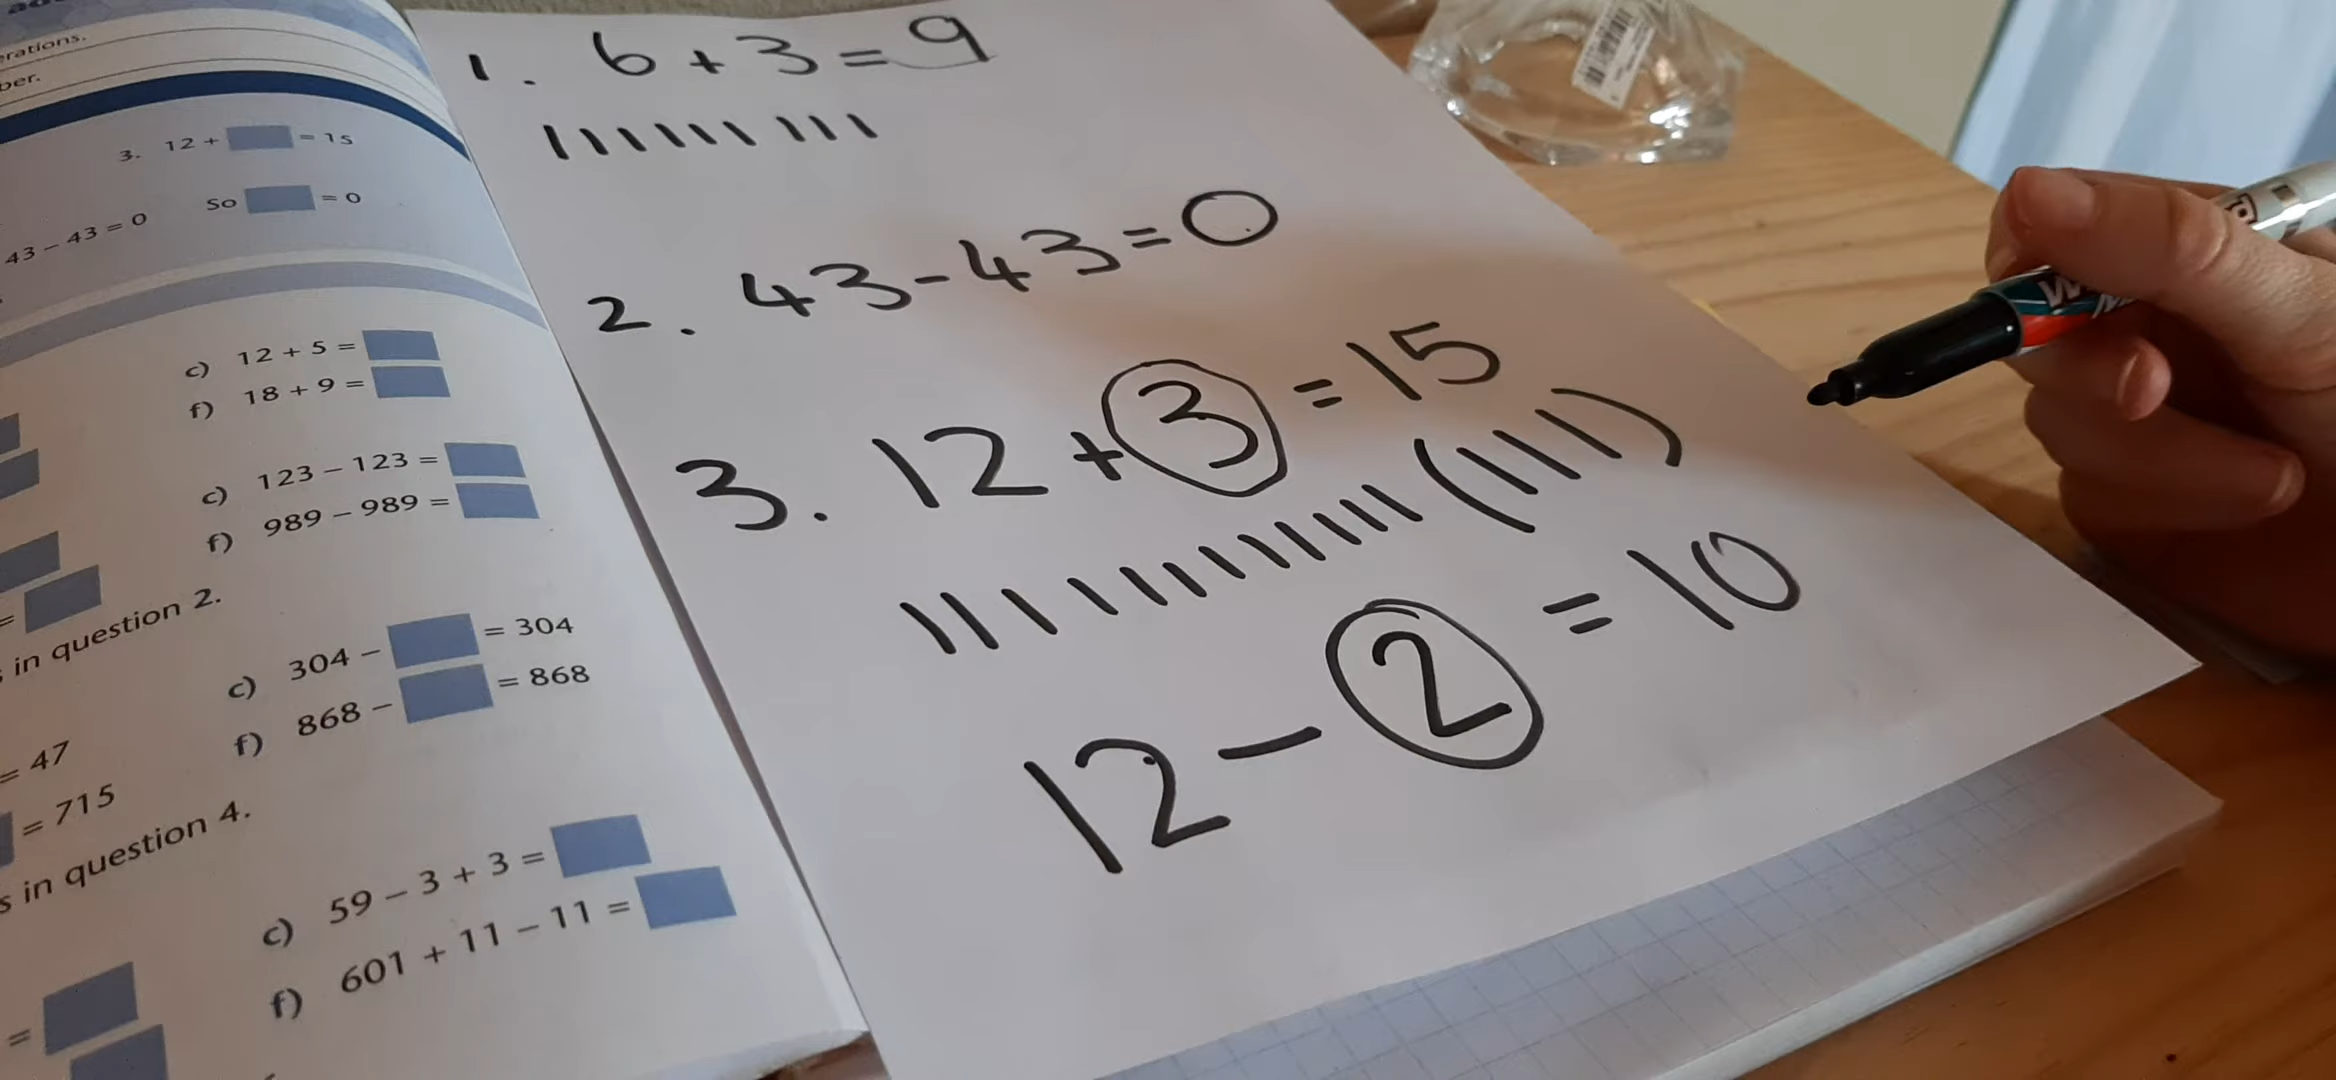 erations.
ber.
3. 12 + = 15
43 − 43 = 0 So = 0
c) 12 + 5 =
f) 18 + 9 =
c) 123 − 123 =
f) 989 − 989 =
=
in question 2.
c) 304 − = 304
f) 868 − = 868
= 47
= 715
s in question 4.
c) 59 − 3 + 3 =
f) 601 + 11 − 11 =
=
1. 6 + 3 = 9
2. 43 - 43 = 0
3. 12 + 3 = 15
12 - 2 = 10